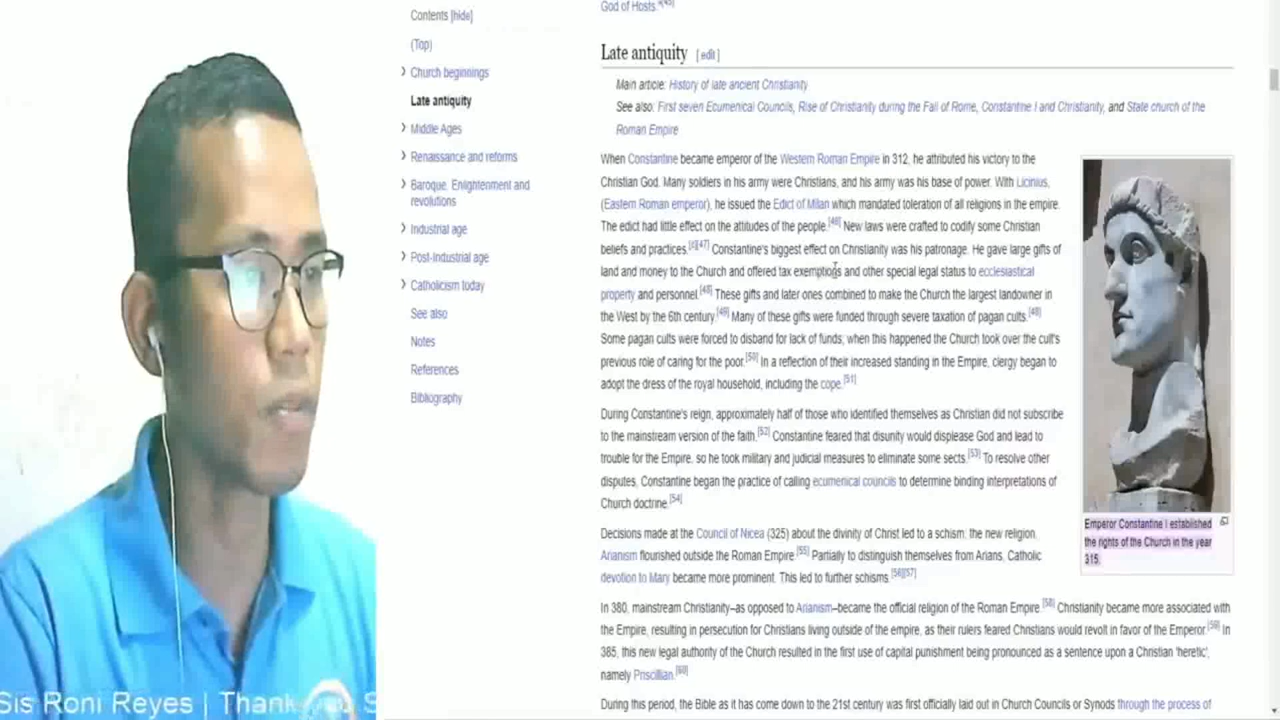 Contents [hide]
(Top)
Church beginnings
Late antiquity
Middle Ages
Renaissance and reforms
Baroque, Enlightenment and
revolutions
Industrial age
Post-Industrial age
Catholicism today
See also
Notes
References
Bibliography
God of Hosts."[45]
Late antiquity [ edit ]
Main article: History of late ancient Christianity
See also: First seven Ecumenical Councils, Rise of Christianity during the Fall of Rome, Constantine I and Christianity, and State church of the
Roman Empire
When Constantine became emperor of the Western Roman Empire in 312, he attributed his victory to the
Christian God. Many soldiers in his army were Christians, and his army was his base of power. With Licinius,
(Eastern Roman emperor), he issued the Edict of Milan which mandated toleration of all religions in the empire.
The edict had little effect on the attitudes of the people.[46] New laws were crafted to codify some Christian
beliefs and practices.[c][47] Constantine's biggest effect on Christianity was his patronage. He gave large gifts of
land and money to the Church and offered tax exemptions and other special legal status to ecclesiastical
property and personnel.[48] These gifts and later ones combined to make the Church the largest landowner in
the West by the 6th century.[49] Many of these gifts were funded through severe taxation of pagan cults.[48]
Some pagan cults were forced to disband for lack of funds; when this happened the Church took over the cult's
previous role of caring for the poor.[50] In a reflection of their increased standing in the Empire, clergy began to
adopt the dress of the royal household, including the cope.[51]
During Constantine's reign, approximately half of those who identified themselves as Christian did not subscribe
to the mainstream version of the faith.[52] Constantine feared that disunity would displease God and lead to
trouble for the Empire, so he took military and judicial measures to eliminate some sects.[53] To resolve other
disputes, Constantine began the practice of calling ecumenical councils to determine binding interpretations of
Church doctrine.[54]
Decisions made at the Council of Nicea (325) about the divinity of Christ led to a schism; the new religion,
Arianism flourished outside the Roman Empire.[55] Partially to distinguish themselves from Arians, Catholic
devotion to Mary became more prominent. This led to further schisms.[56][57]
In 380, mainstream Christianity–as opposed to Arianism–became the official religion of the Roman Empire.[58] Christianity became more associated with
the Empire, resulting in persecution for Christians living outside of the empire, as their rulers feared Christians would revolt in favor of the Emperor.[59] In
385, this new legal authority of the Church resulted in the first use of capital punishment being pronounced as a sentence upon a Christian 'heretic',
namely Priscillian.[60]
During this period, the Bible as it has come down to the 21st century was first officially laid out in Church Councils or Synods through the process of
Emperor Constantine I established
the rights of the Church in the year
315.
Sis Roni Reyes | Thank you S